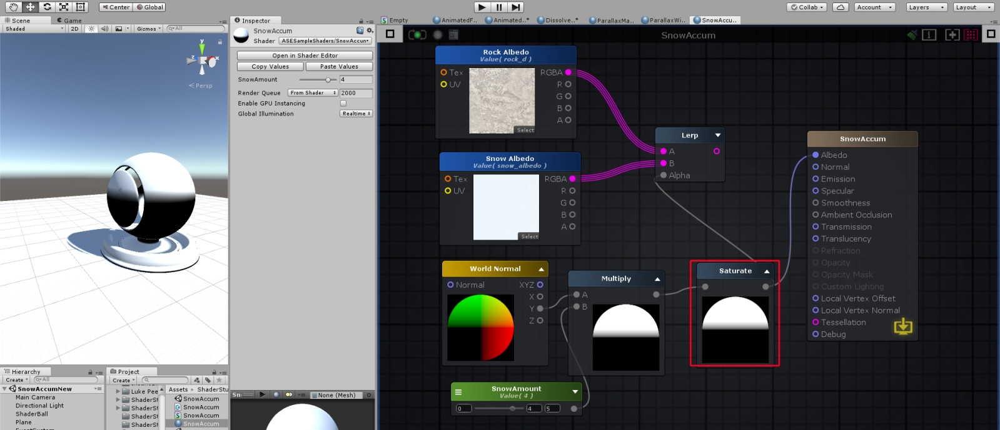 Center
Global
Collab
Account
Layers
Layout
Scene
Game
Shaded
2D
Gizmos
All
y
z
x
Persp
Inspector
SnowAccum
Shader
ASESampleShaders/SnowAccum
Open in Shader Editor
Copy Values
Paste Values
SnowAmount
4
Render Queue
From Shader
2000
Enable GPU Instancing
Global Illumination
Realtime
Empty
AnimatedF..
Animated..*
Dissolve..*
ParallaxMa..
ParallaxWi..
SnowAccu..
SnowAccum
Rock Albedo
Value( rock_d )
Tex
UV
RGBA
R
G
B
A
Select
Snow Albedo
Value( snow_albedo )
Tex
UV
RGBA
R
G
B
A
Select
Lerp
A
B
Alpha
World Normal
Normal
XYZ
X
Y
Z
Multiply
A
B
Saturate
SnowAmount
Value( 4 )
0
4
5
SnowAccum
Albedo
Normal
Emission
Specular
Smoothness
Ambient Occlusion
Transmission
Translucency
Refraction
Opacity
Opacity Mask
Custom Lighting
Local Vertex Offset
Local Vertex Normal
Tessellation
Debug
Hierarchy
Create
All
SnowAccumNew
Main Camera
Directional Light
ShaderBall
Plane
Project
Create
Luke Pee
ShaderSt
ShaderSt
ShaderSt
ShaderSt
Assets
ShaderStu
SnowAccum
SnowAccum
SnowAccum
SnowAccum
Sn
None (Mesh)